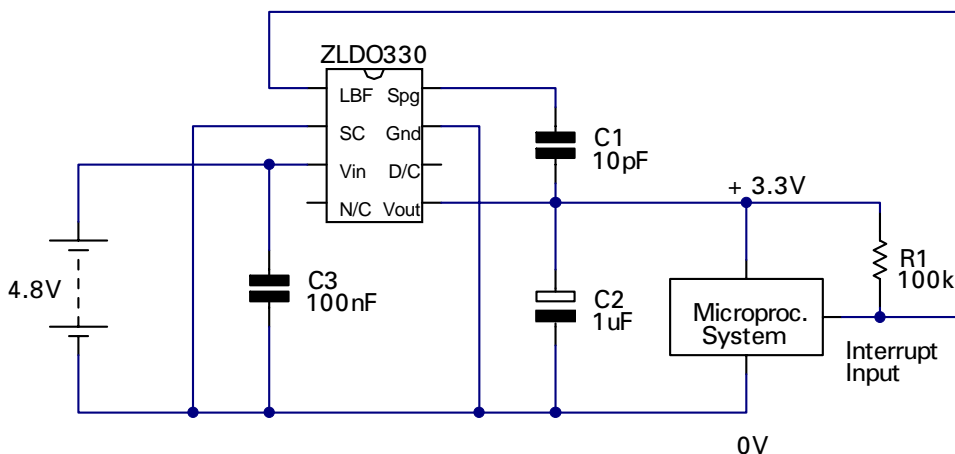 ZLDO330
LBF Spg
SC Gnd
Vin D/C
N/C Vout
C1
10pF
+ 3.3V
4.8V
C3
100nF
C2
1uF
Microproc.
System
R1
100k
Interrupt
Input
0V